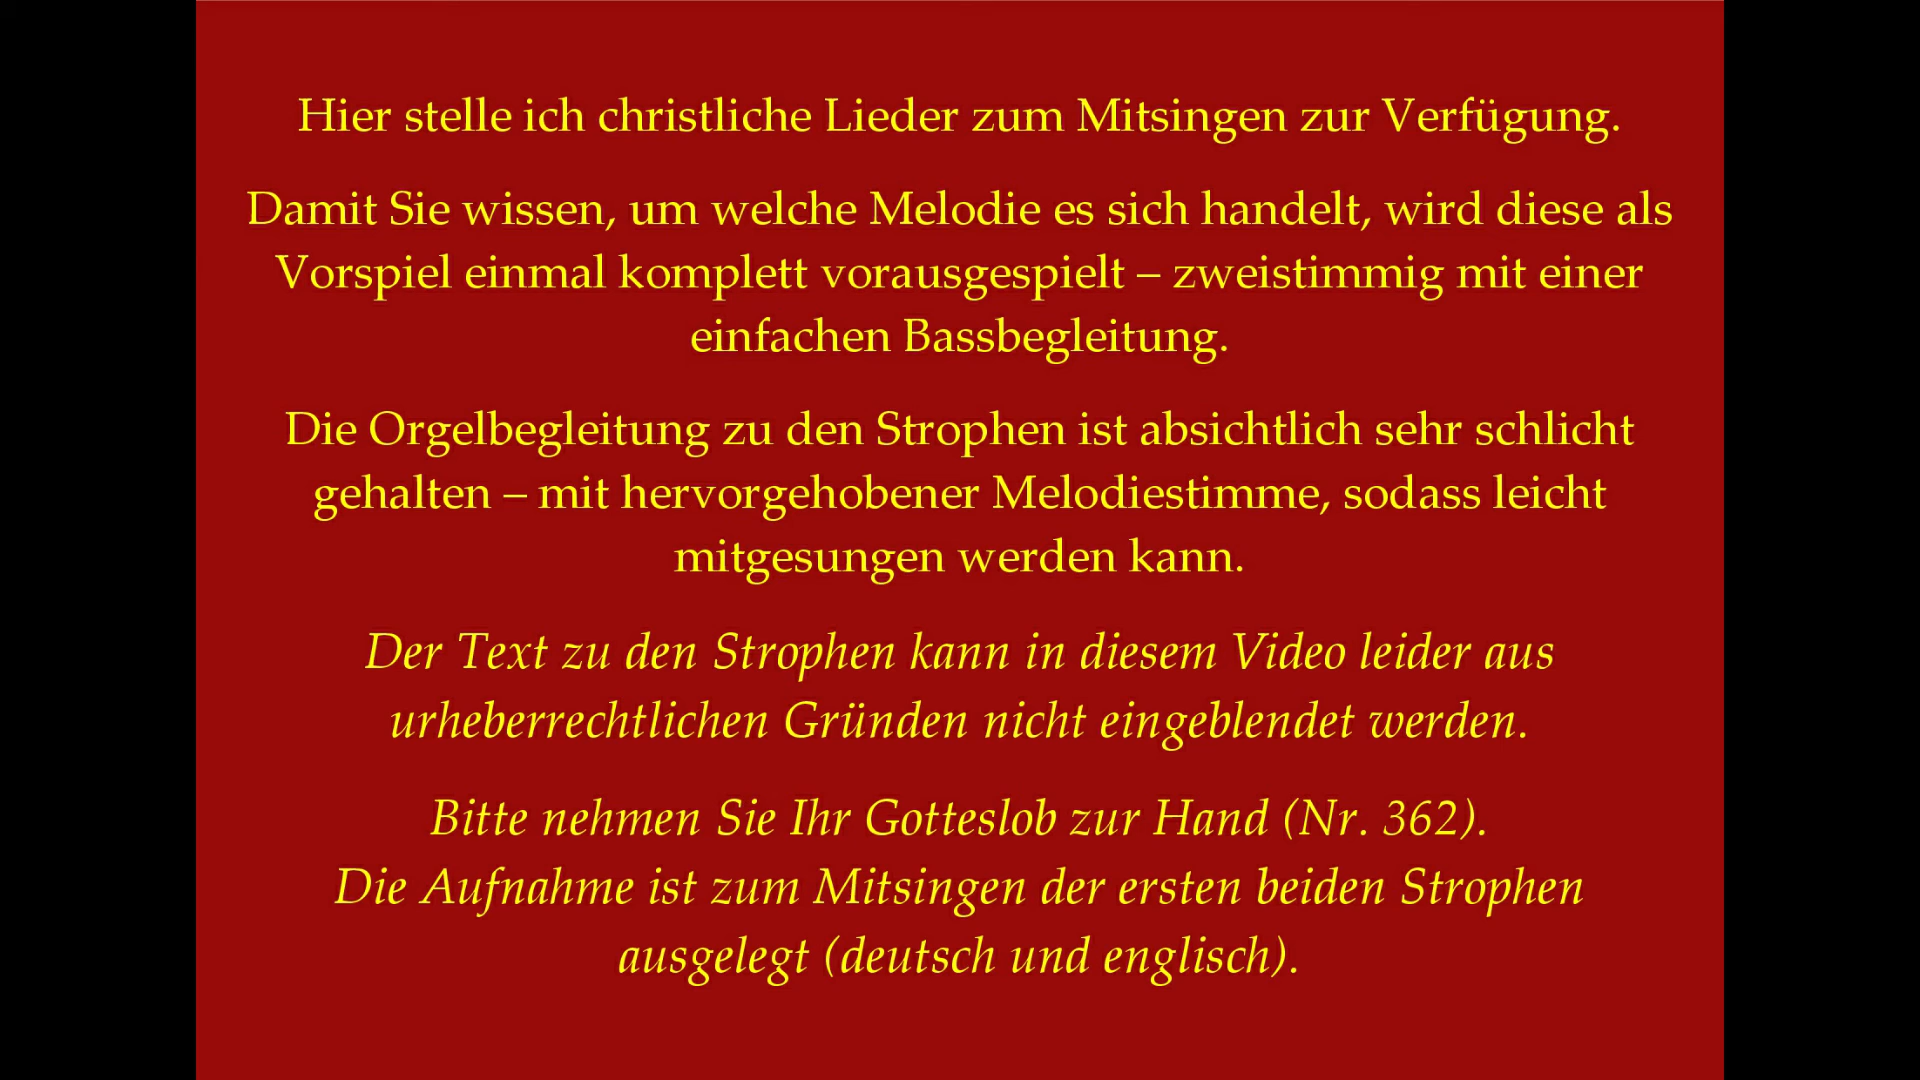 Hier stelle ich christliche Lieder zum Mitsingen zur Verfügung.
Damit Sie wissen, um welche Melodie es sich handelt, wird diese als
Vorspiel einmal komplett vorausgespielt – zweistimmig mit einer
einfachen Bassbegleitung.
Die Orgelbegleitung zu den Strophen ist absichtlich sehr schlicht
gehalten – mit hervorgehobener Melodiestimme, sodass leicht
mitgesungen werden kann.
Der Text zu den Strophen kann in diesem Video leider aus
urheberrechtlichen Gründen nicht eingeblendet werden.
Bitte nehmen Sie Ihr Gotteslob zur Hand (Nr. 362).
Die Aufnahme ist zum Mitsingen der ersten beiden Strophen
ausgelegt (deutsch und englisch).